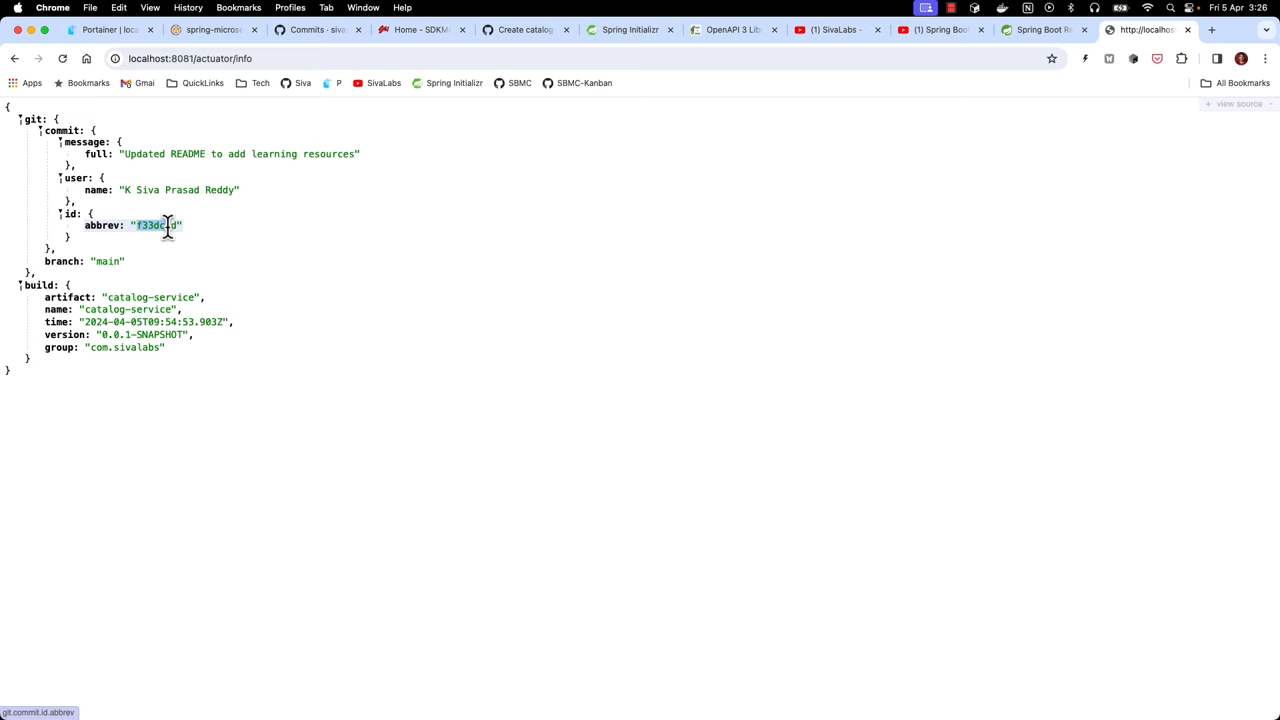 Chrome File Edit View History Bookmarks Profiles Tab Window Help Fri 5 Apr 3:26
Portainer | loca spring-micros Commits · siva Home - SDKM Create catalog Spring Initializr OpenAPI 3 Lib (1) SivaLabs - (1) Spring Boot Spring Boot Re http://localhos
localhost:8081/actuator/info
Apps Bookmarks Gmai QuickLinks Tech Siva P SivaLabs Spring Initializr SBMC SBMC-Kanban All Bookmarks
+ view source
{
git: {
commit: {
message: {
full: "Updated README to add learning resources"
},
user: {
name: "K Siva Prasad Reddy"
},
id: {
abbrev:
}
},
branch: "main"
},
build: {
artifact: "catalog-service",
name: "catalog-service",
time: "2024-04-05T09:54:53.903Z",
version: "0.0.1-SNAPSHOT",
group: "com.sivalabs"
}
}
git.commit.id.abbrev